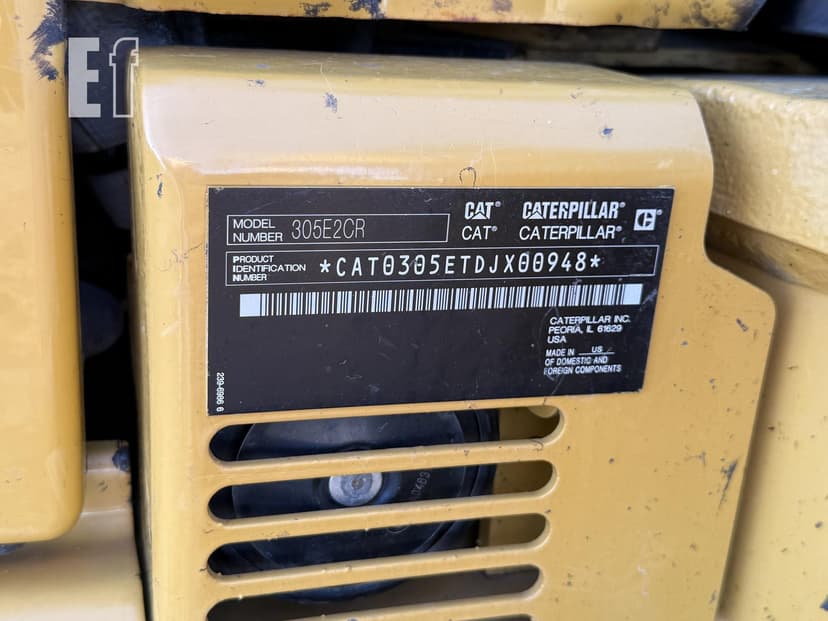 Ef
MODEL
NUMBER 305E2CR
CAT® CATERPILLAR® C
CAT® CATERPILLAR®
PRODUCT
IDENTIFICATION
NUMBER *CAT0305ETDJX00948*
CATERPILLAR INC.
PEORIA, IL 61629
USA
MADE IN US
OF DOMESTIC AND
FOREIGN COMPONENTS
239-6966 6